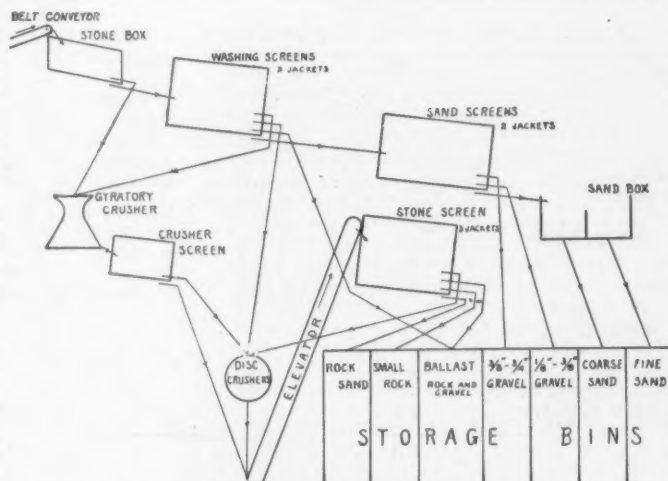 BELT CONVEYOR
STONE BOX
WASHING SCREENS
3 JACKETS
SAND SCREENS
2 JACKETS
SAND BOX
GYRATORY
CRUSHER
CRUSHER
SCREEN
STONE SCREEN
3 JACKETS
ELEVATOR
DISC
CRUSHERS
ROCK
SAND
SMALL
ROCK
BALLAST
ROCK AND
GRAVEL
3/8"-3/4"
GRAVEL
1/8"-3/8"
GRAVEL
COARSE
SAND
FINE
SAND
STORAGE BINS